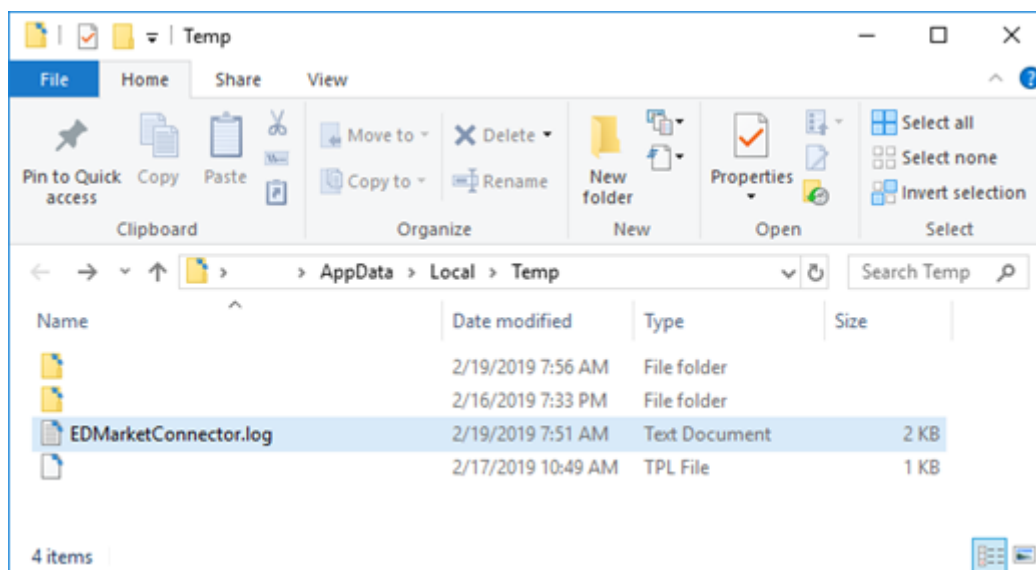 Temp
File Home Share View
Pin to Quick access
Copy
Paste
Clipboard
Move to
Copy to
Delete
Rename
Organize
New folder
New
Properties
Open
Select all
Select none
Invert selection
Select
> > AppData > Local > Temp
Search Temp
Name Date modified Type Size
2/19/2019 7:56 AM File folder
2/16/2019 7:33 PM File folder
EDMarketConnector.log 2/19/2019 7:51 AM Text Document 2 KB
2/17/2019 10:49 AM TPL File 1 KB
4 items